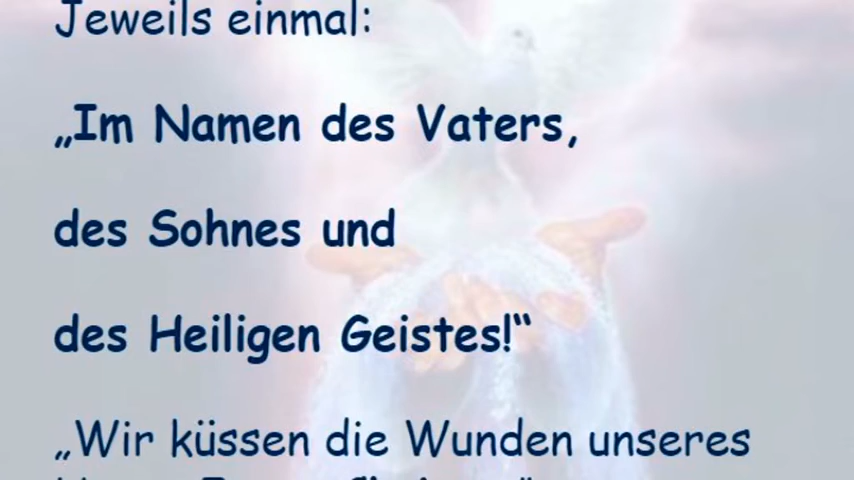 Jeweils einmal:
„Im Namen des Vaters,
des Sohnes und
des Heiligen Geistes!“
„Wir küssen die Wunden unseres